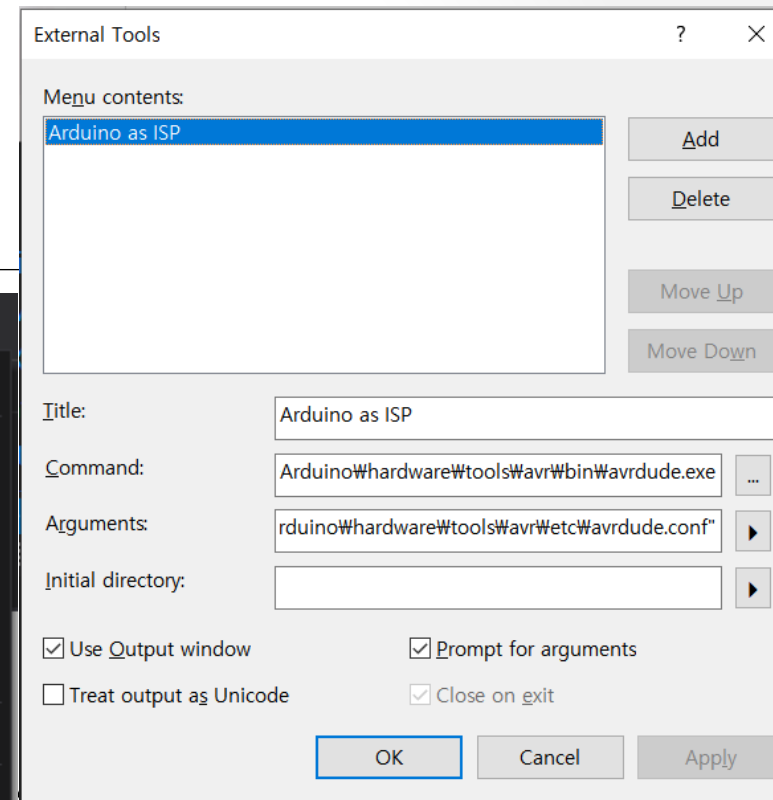 External Tools
?
Menu contents:
Arduino as ISP
Add
Delete
Move Up
Move Down
Title:
Arduino as ISP
Command:
Arduino₩hardware₩tools₩avr₩bin₩avrdude.exe
...
Arguments:
rduino₩hardware₩tools₩avr₩etc₩avrdude.conf"
Initial directory:
Use Output window
Prompt for arguments
Treat output as Unicode
Close on exit
OK
Cancel
Apply